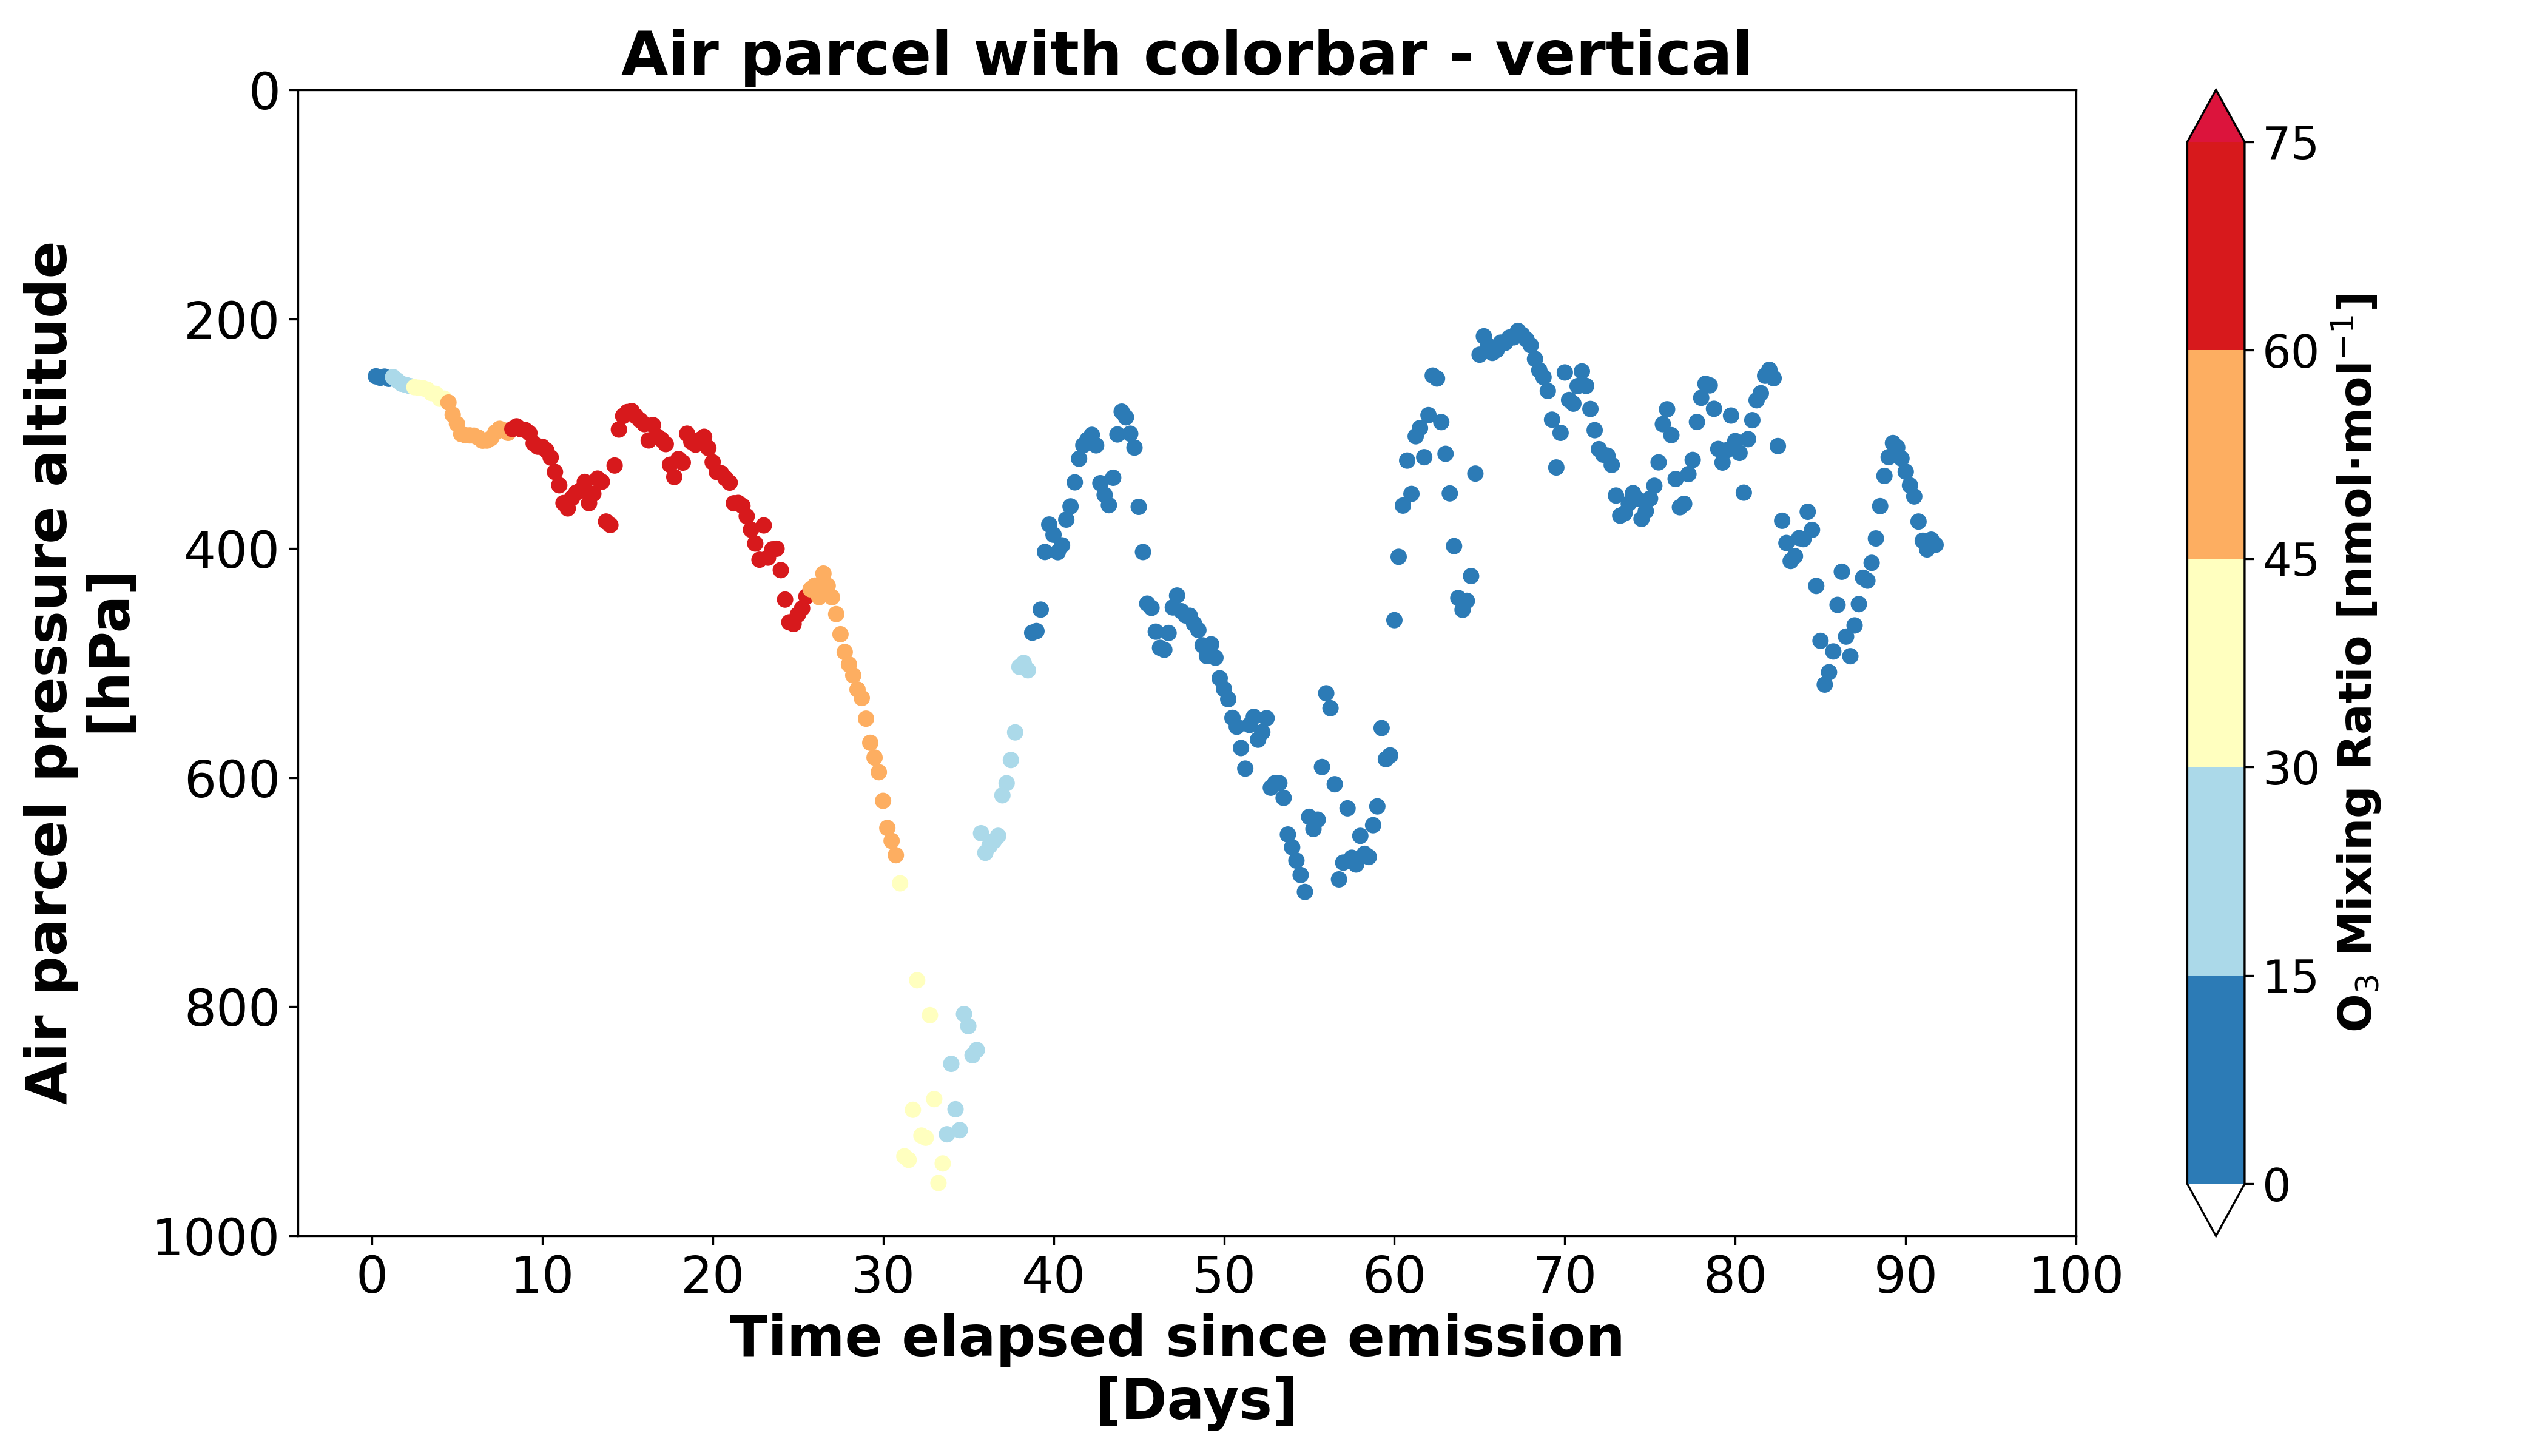 Air parcel with colorbar - vertical
Air parcel pressure altitude
[hPa]
0
200
400
600
800
1000
0 10 20 30 40 50 60 70 80 90 100
Time elapsed since emission
[Days]
75
60
45
30
15
0
O₃ Mixing Ratio [nmol·mol⁻¹]